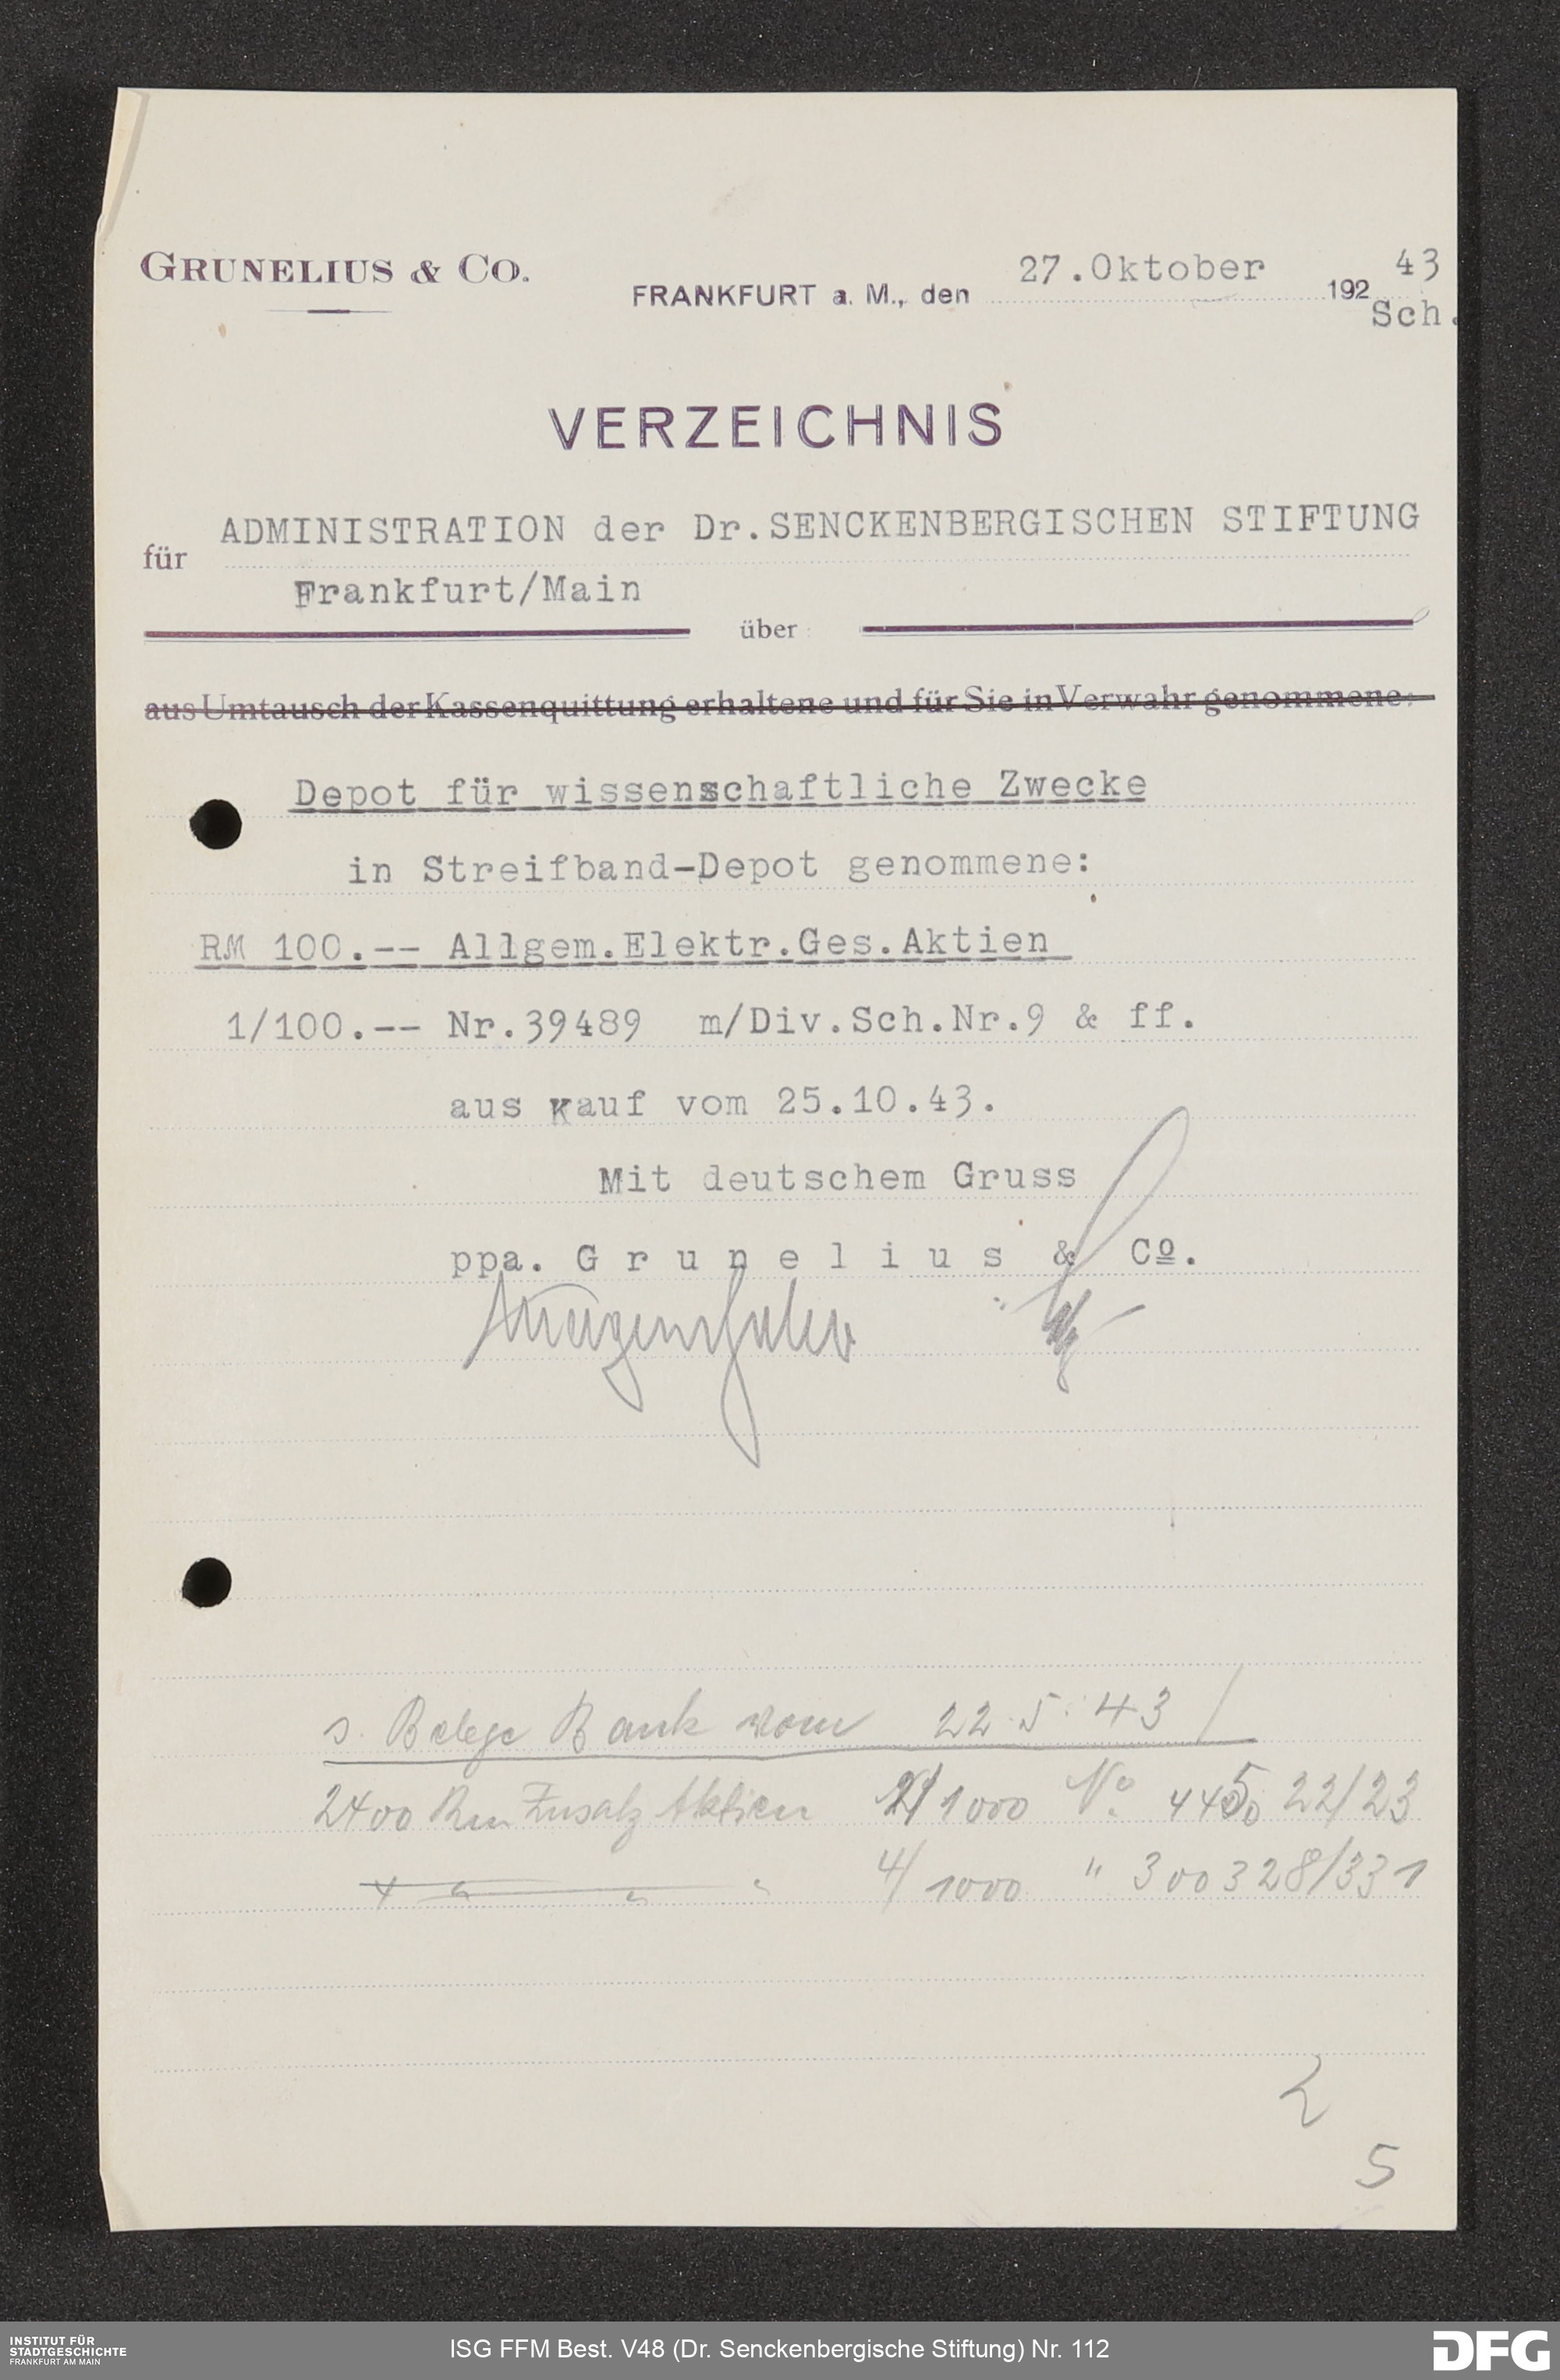 GRUNELIUS & CO.
FRANKFURT a. M., den 27.Oktober 192 43
Sch.
VERZEICHNIS
für ADMINISTRATION der Dr.SENCKENBERGISCHEN STIFTUNG
Frankfurt/Main
über
aus Umtausch der Kassenquittung erhaltene und für Sie in Verwahr genommene:
Depot für wissenschaftliche Zwecke
in Streifband-Depot genommene:
RM 100.-- Allgem.Elektr.Ges.Aktien
1/100.-- Nr.39489 m/Div.Sch.Nr.9 & ff.
aus Kauf vom 25.10.43.
Mit deutschem Gruss
ppa. G r u n e l i u s & Co.
s. Belege Bank vom 22.5.43
2400 Rm Zusatz Aktien 2/1000 No 22/23
" " " 4/1000 " 300328/331
2
5
INSTITUT FÜR
STADTGESCHICHTE
FRANKFURT AM MAIN
ISG FFM Best. V48 (Dr. Senckenbergische Stiftung) Nr. 112
DFG